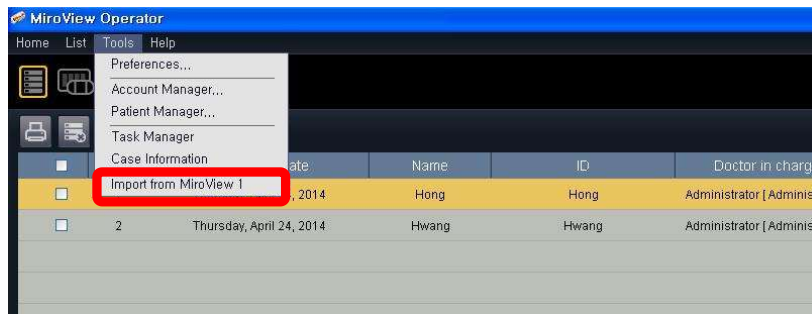 MiroView Operator
Home List Tools Help
Preferences,,,
Account Manager,,,
Patient Manager,,,
Task Manager
Case Information
Import from MiroView 1
ate Name ID Doctor in charg
, 2014 Hong Hong Administrator [ Adminis
2 Thursday, April 24, 2014 Hwang Hwang Administrator [ Adminis